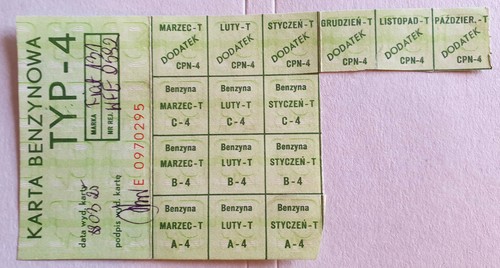 KARTA BENZYNOWA
TYP-4
MARKA Fiat 131
NR REJ.
data wyd. karty
podpis wyd. kartę
E 0970295
MARZEC-T LUTY-T STYCZEŃ-T GRUDZIEŃ-T LISTOPAD-T PAŹDZIER.-T
DODATEK DODATEK DODATEK DODATEK DODATEK DODATEK
CPN-4 CPN-4 CPN-4 CPN-4 CPN-4 CPN-4
Benzyna Benzyna Benzyna
MARZEC-T LUTY-T STYCZEŃ-T
C-4 C-4 C-4
Benzyna Benzyna Benzyna
MARZEC-T LUTY-T STYCZEŃ-T
B-4 B-4 B-4
Benzyna Benzyna Benzyna
MARZEC-T LUTY-T STYCZEŃ-T
A-4 A-4 A-4